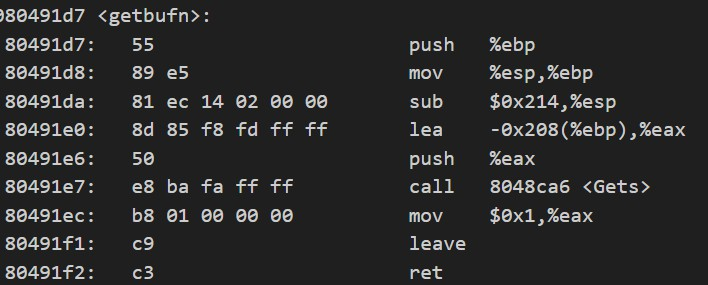 080491d7 <getbufn>:
80491d7: 55 push %ebp
80491d8: 89 e5 mov %esp,%ebp
80491da: 81 ec 14 02 00 00 sub $0x214,%esp
80491e0: 8d 85 f8 fd ff ff lea -0x208(%ebp),%eax
80491e6: 50 push %eax
80491e7: e8 ba fa ff ff call 8048ca6 <Gets>
80491ec: b8 01 00 00 00 mov $0x1,%eax
80491f1: c9 leave
80491f2: c3 ret